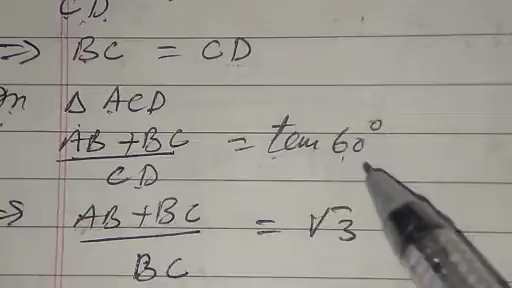 CD
⇒ BC = CD
In Δ ACD
AB + BC / CD = tan 60°
⇒ AB + BC / BC = √3